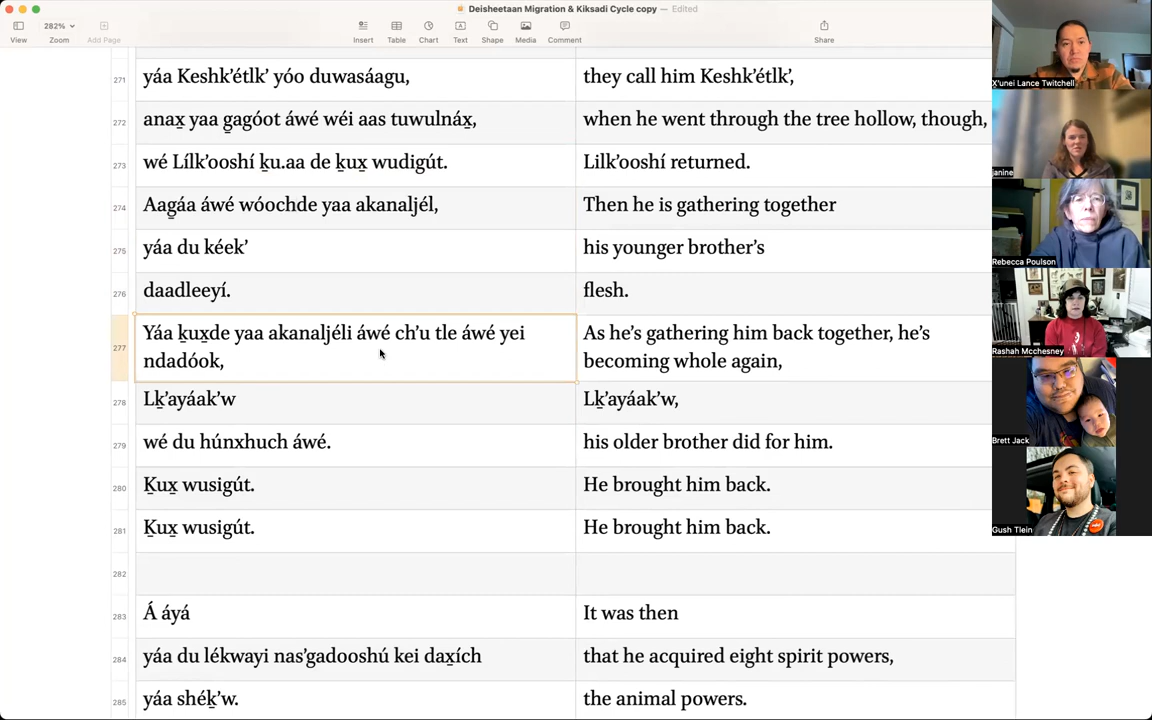 Deisheetaan Migration & Kiksadi Cycle copy — Edited
282%
View Zoom Add Page Insert Table Chart Text Shape Media Comment Share
271 yáa Keshk’étlk’ yóo duwasáagu, they call him Keshk’étlk’,
272 anax̱ yaa g̱agóot áwé wéi aas tuwulnáx̱, when he went through the tree hollow, though,
273 wé Lílk’ooshí ḵu.aa de ḵux̱ wudigút. Lilk’ooshí returned.
274 Aag̱áa áwé wóochde yaa akanaljél, Then he is gathering together
275 yáa du kéek’ his younger brother’s
276 daadleeyí. flesh.
277 Yáa ḵux̱de yaa akanaljéli áwé ch’u tle áwé yei As he’s gathering him back together, he’s
ndadóok, becoming whole again,
278 Lḵ’ayáak’w Lḵ’ayáak’w,
279 wé du húnxhuch áwé. his older brother did for him.
280 Ḵux̱ wusigút. He brought him back.
281 Ḵux̱ wusigút. He brought him back.
282
283 Á áyá It was then
284 yáa du lékwayi nas’gadooshú kei dax̱ích that he acquired eight spirit powers,
285 yáa shéḵ’w. the animal powers.
X̱’unei Lance Twitchell
janine
Rebecca Poulson
Rashah Mcchesney
Brett Jack
Gush Tlein